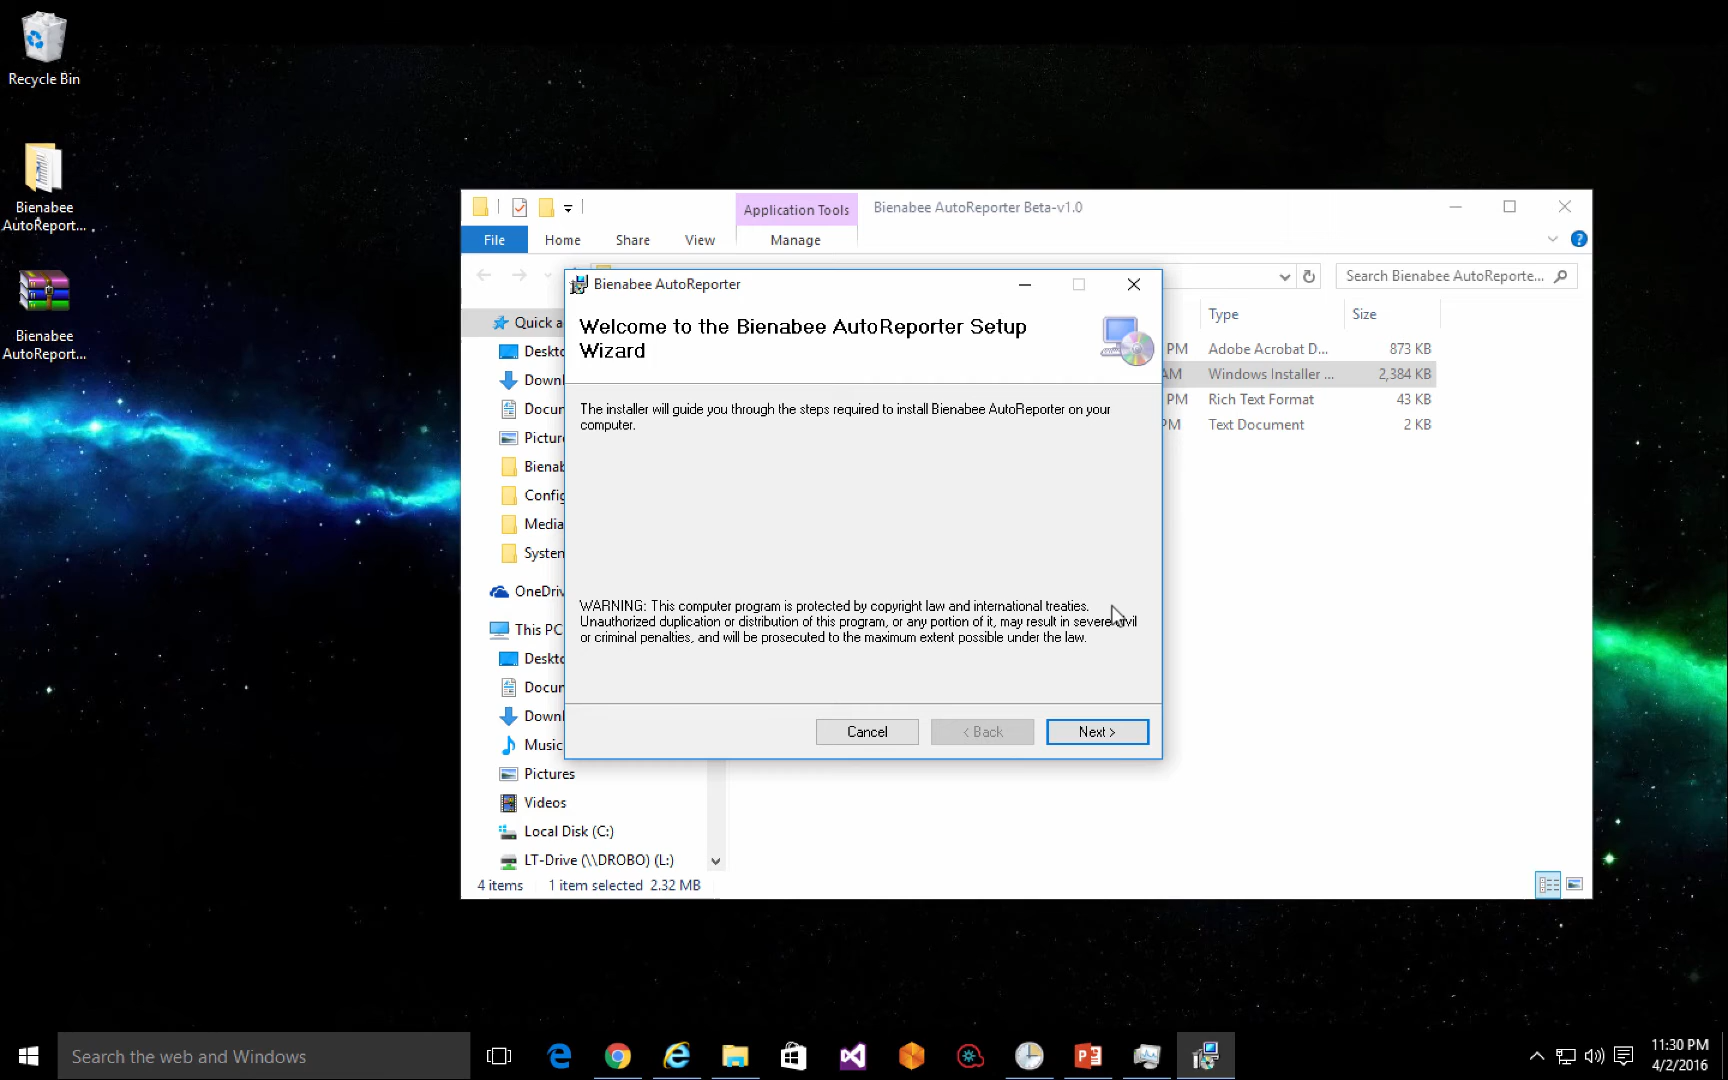 Recycle Bin
Bienabee
AutoReport...
Bienabee
AutoReport...
Application Tools
Bienabee AutoReporter Beta-v1.0
File
Home
Share
View
Manage
Search Bienabee AutoReporte...
Type
Size
Quick a
Deskto
PM
Adobe Acrobat D...
873 KB
Downl
AM
Windows Installer ...
2,384 KB
Docur
PM
Rich Text Format
43 KB
Picture
PM
Text Document
2 KB
Bienab
Config
Media
System
OneDriv
This PC
Deskto
Docur
Downl
Music
Pictures
Videos
Local Disk (C:)
LT-Drive (\\DROBO) (L:)
4 items
1 item selected 2.32 MB
Bienabee AutoReporter
Welcome to the Bienabee AutoReporter Setup
Wizard
The installer will guide you through the steps required to install Bienabee AutoReporter on your
computer.
WARNING: This computer program is protected by copyright law and international treaties.
Unauthorized duplication or distribution of this program, or any portion of it, may result in severe civil
or criminal penalties, and will be prosecuted to the maximum extent possible under the law.
Cancel
< Back
Next >
Search the web and Windows
11:30 PM
4/2/2016